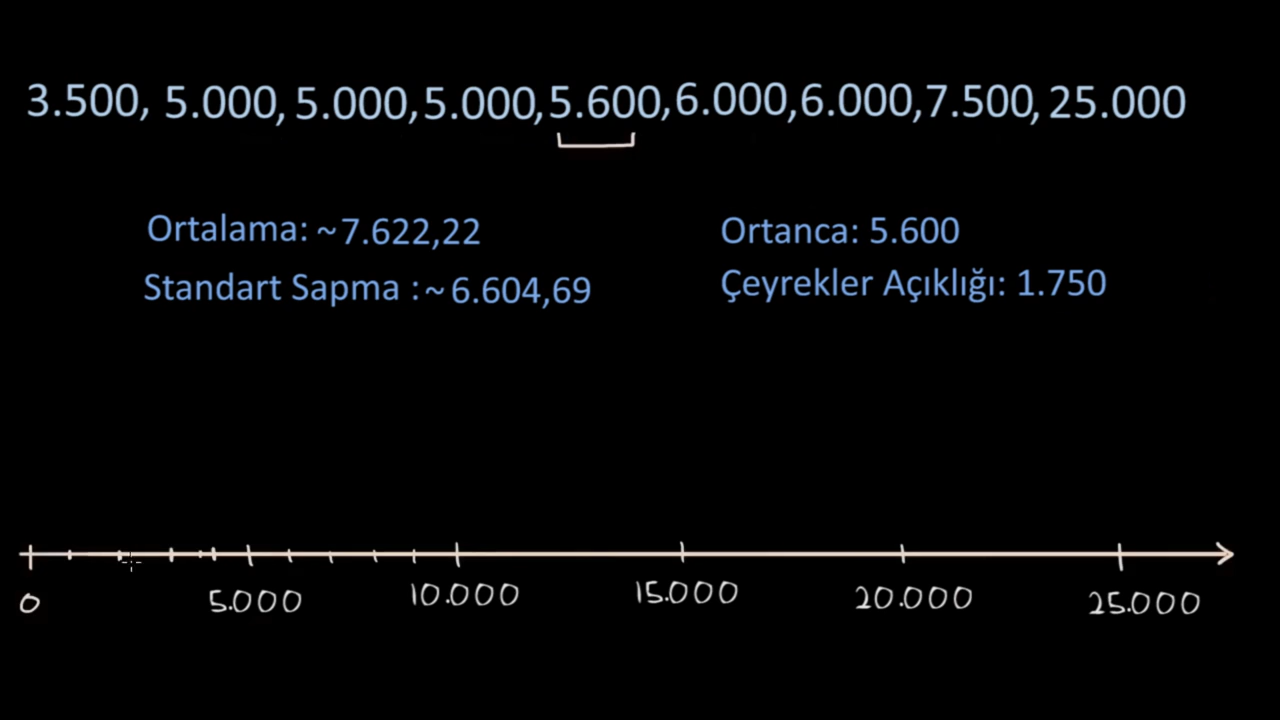 3.500, 5.000, 5.000, 5.000, 5.600, 6.000, 6.000, 7.500, 25.000
Ortalama: ~7.622,22
Standart Sapma :~6.604,69
Ortanca: 5.600
Çeyrekler Açıklığı: 1.750
0 5.000 10.000 15.000 20.000 25.000